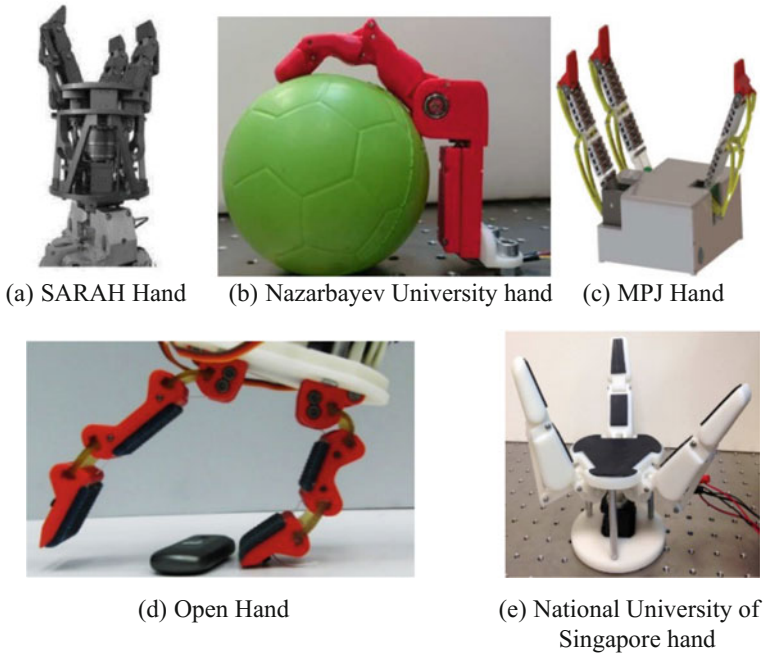 (a) SARAH Hand
(b) Nazarbayev University hand
(c) MPJ Hand
(d) Open Hand
(e) National University of
Singapore hand